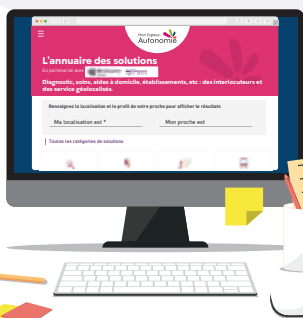 Mon Espace
Autonomie
L'annuaire des solutions
En partenariat avec
Diagnostic, soins, aides à domicile, établissements, etc : des interlocuteurs et
des service géolocalisés.
Renseignez la localisation et le profil de votre proche pour afficher le résultats
Ma localisation est * Mon proche est
Toutes les catégories de solutions